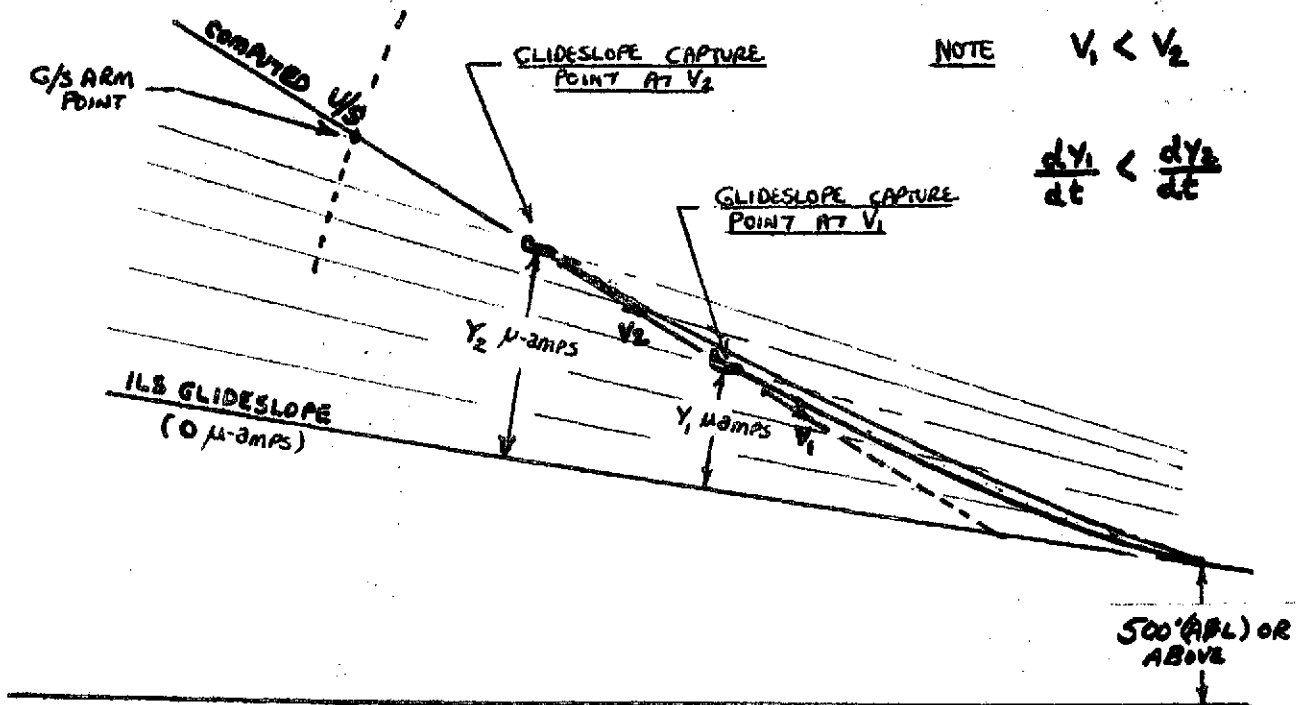 COMPUTED U/S
G/S ARM
POINT
GLIDESLOPE CAPTURE
POINT AT V2
NOTE V1 < V2
dY1/dt < dY2/dt
GLIDESLOPE CAPTURE
POINT AT V1
Y2 μ-amps
V2
Y1 μamps
V1
ILS GLIDESLOPE
(0 μ-amps)
500' OR
ABOVE